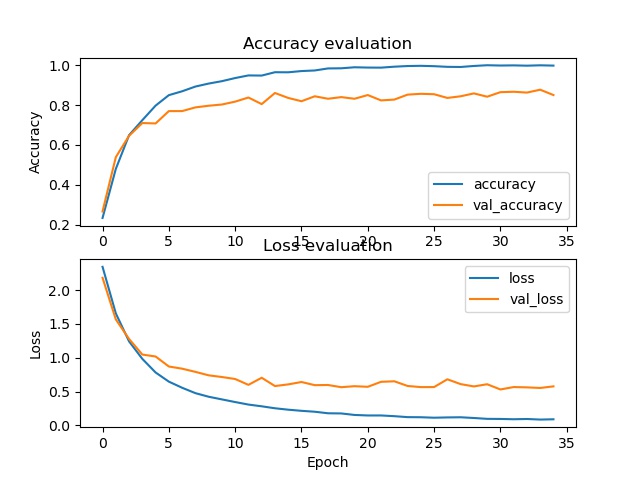 Accuracy evaluation
1.0
0.8
0.6
0.4
0.2
Accuracy
accuracy
val_accuracy
0 5 10 15 20 25 30 35
Loss evaluation
2.0
1.5
1.0
0.5
0.0
Loss
loss
val_loss
0 5 10 15 20 25 30 35
Epoch